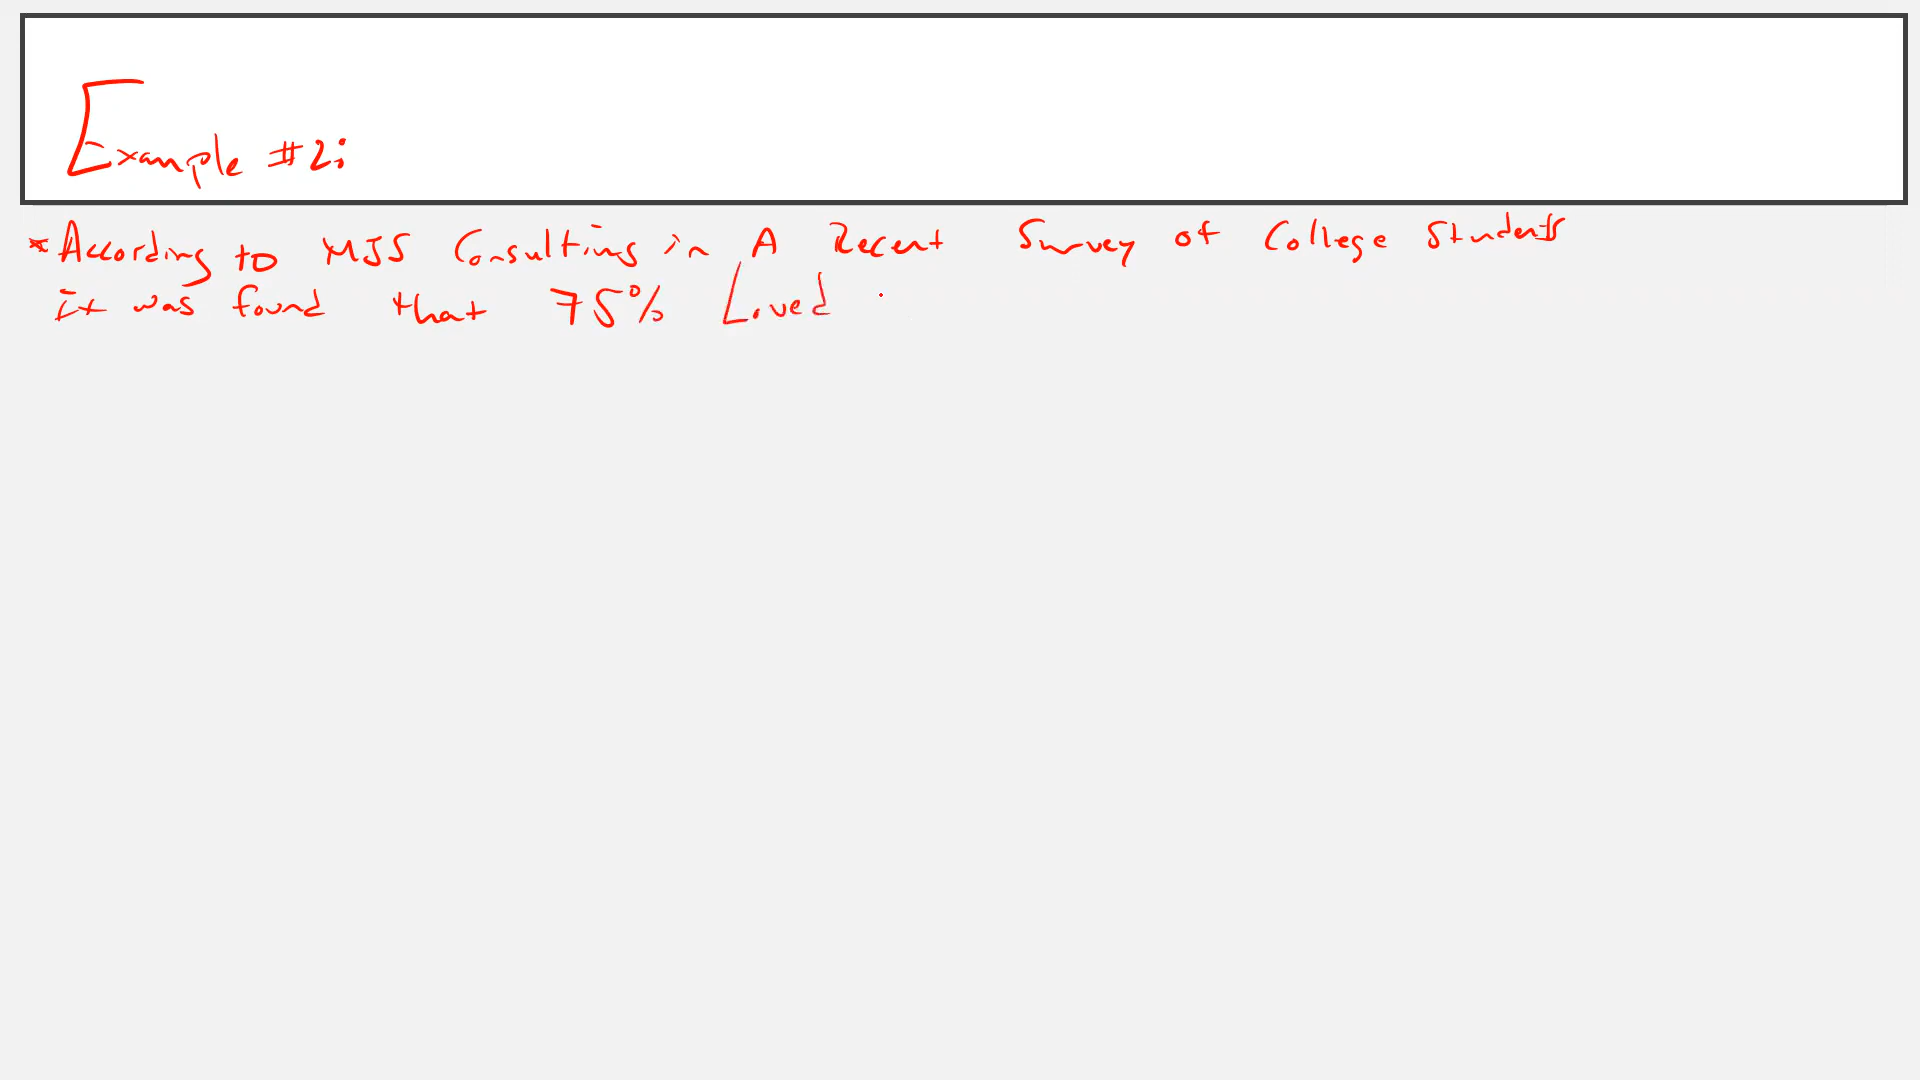 Example #2:
* According to MJS Consulting in A Recent Survey of College Students
it was found that 75% Loved